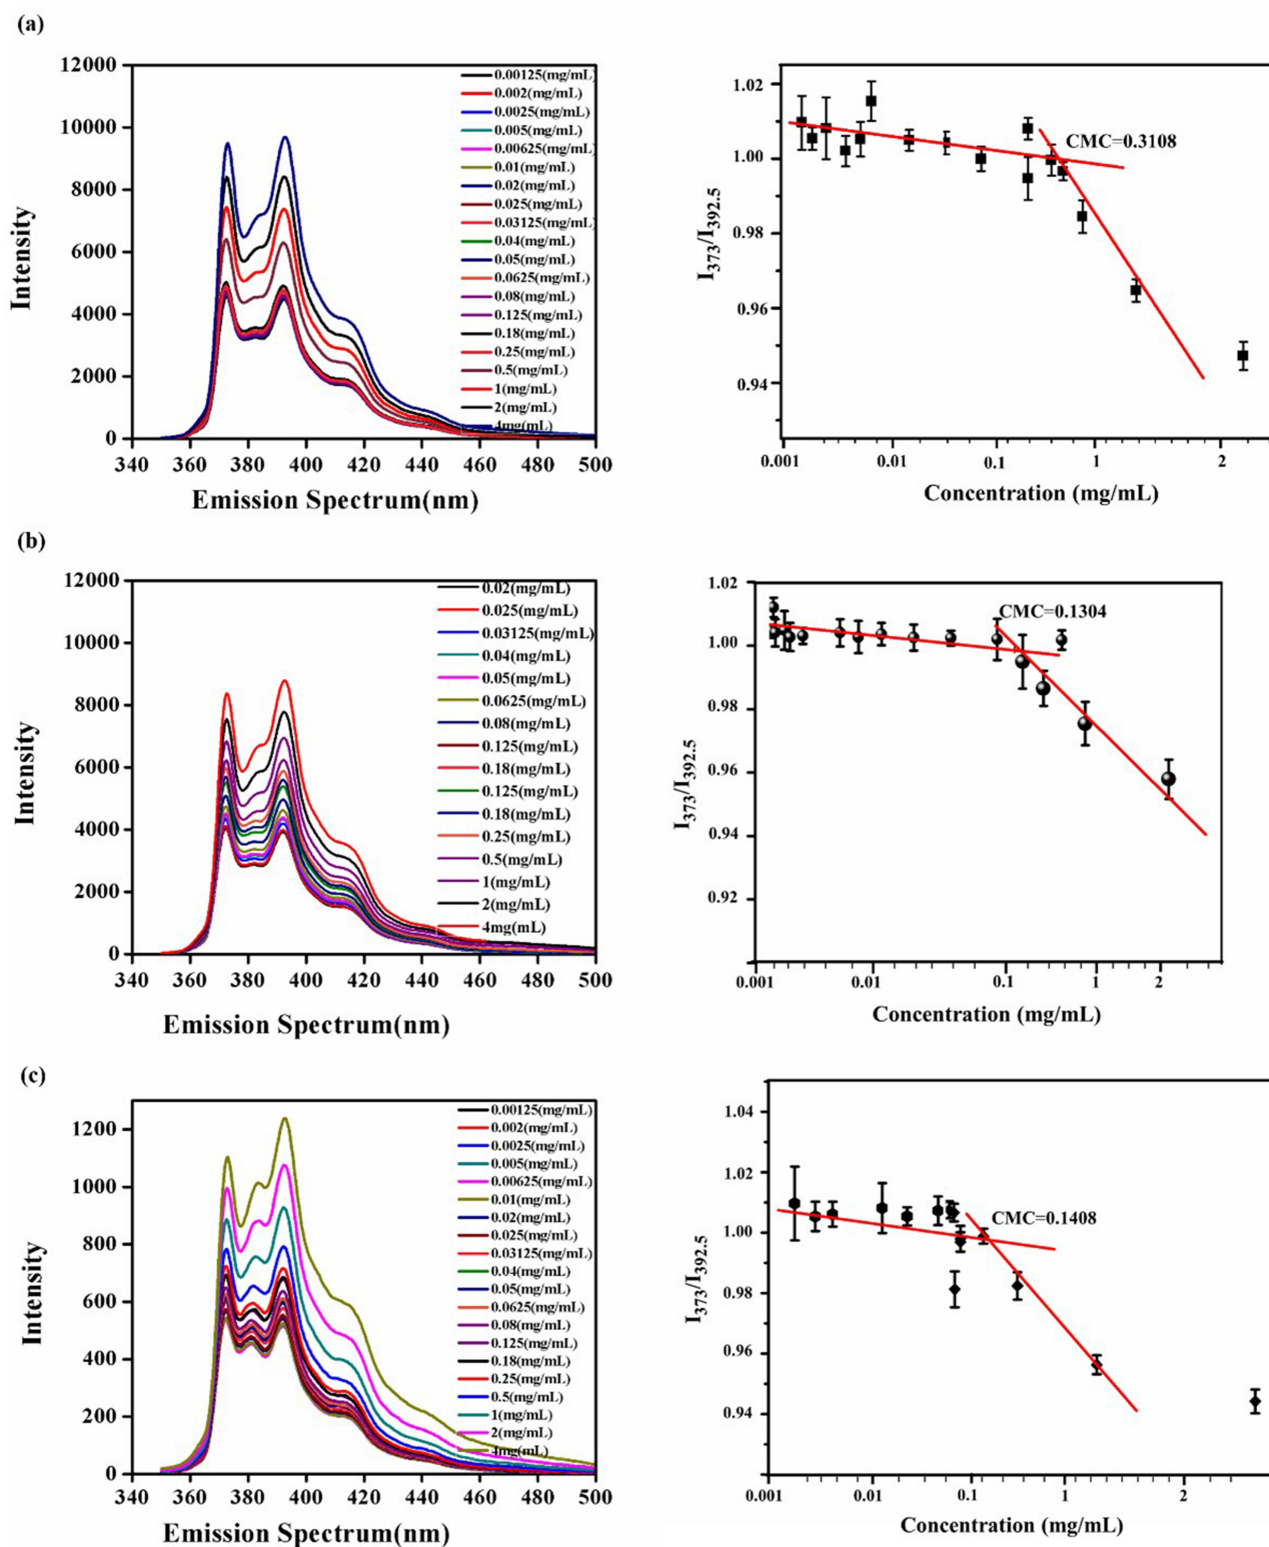 (a)
12000
10000
8000
6000
4000
2000
0
340 360 380 400 420 440 460 480 500
Intensity
Emission Spectrum(nm)
0.00125(mg/mL)
0.002(mg/mL)
0.0025(mg/mL)
0.005(mg/mL)
0.00625(mg/mL)
0.01(mg/mL)
0.02(mg/mL)
0.025(mg/mL)
0.03125(mg/mL)
0.04(mg/mL)
0.05(mg/mL)
0.0625(mg/mL)
0.08(mg/mL)
0.125(mg/mL)
0.18(mg/mL)
0.25(mg/mL)
0.5(mg/mL)
1(mg/mL)
2(mg/mL)
4mg(mL)
1.02
1.00
0.98
0.96
0.94
I373/I392.5
CMC=0.3108
0.001 0.01 0.1 1 2
Concentration (mg/mL)
(b)
12000
10000
8000
6000
4000
2000
0
340 360 380 400 420 440 460 480 500
Intensity
Emission Spectrum(nm)
0.02(mg/mL)
0.025(mg/mL)
0.03125(mg/mL)
0.04(mg/mL)
0.05(mg/mL)
0.0625(mg/mL)
0.08(mg/mL)
0.125(mg/mL)
0.18(mg/mL)
0.125(mg/mL)
0.18(mg/mL)
0.25(mg/mL)
0.5(mg/mL)
1(mg/mL)
2(mg/mL)
4mg(mL)
1.02
1.00
0.98
0.96
0.94
0.92
I373/I392.5
CMC=0.1304
0.001 0.01 0.1 1 2
Concentration (mg/mL)
(c)
1200
1000
800
600
400
200
0
340 360 380 400 420 440 460 480 500
Intensity
Emission Spectrum(nm)
0.00125(mg/mL)
0.002(mg/mL)
0.0025(mg/mL)
0.005(mg/mL)
0.00625(mg/mL)
0.01(mg/mL)
0.02(mg/mL)
0.025(mg/mL)
0.03125(mg/mL)
0.04(mg/mL)
0.05(mg/mL)
0.0625(mg/mL)
0.08(mg/mL)
0.125(mg/mL)
0.18(mg/mL)
0.25(mg/mL)
0.5(mg/mL)
1(mg/mL)
2(mg/mL)
4mg(mL)
1.04
1.02
1.00
0.98
0.96
0.94
I373/I392.5
CMC=0.1408
0.001 0.01 0.1 1 2
Concentration (mg/mL)